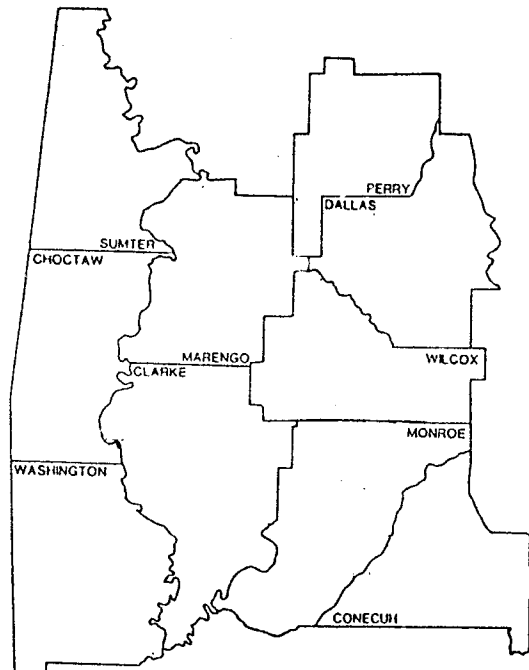 PERRY
DALLAS
SUMTER
CHOCTAW
MARENGO
CLARKE
WILCOX
MONROE
WASHINGTON
CONECUH